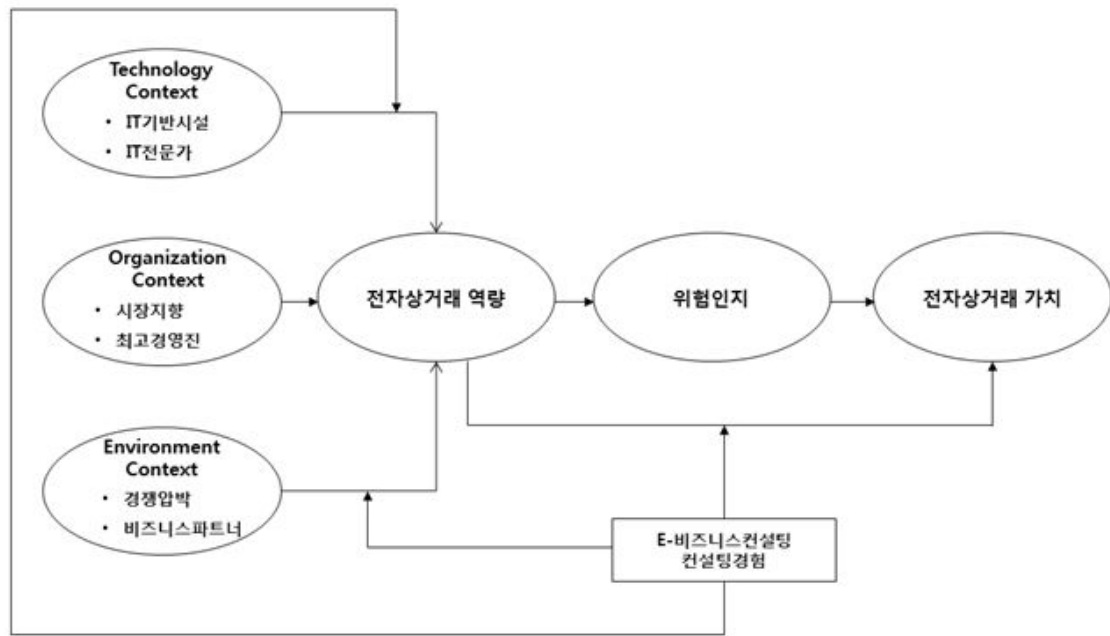 Technology
Context
• IT기반시설
• IT전문가
Organization
Context
• 시장지향
• 최고경영진
전자상거래 역량
위험인지
전자상거래 가치
Environment
Context
• 경쟁압박
• 비즈니스파트너
E-비즈니스컨설팅
컨설팅경험